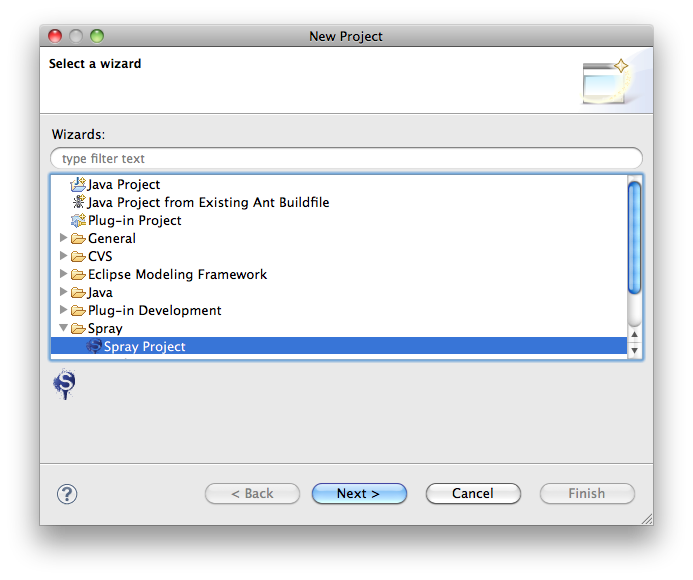 New Project
Select a wizard
Wizards:
type filter text
Java Project
Java Project from Existing Ant Buildfile
Plug-in Project
General
CVS
Eclipse Modeling Framework
Java
Plug-in Development
Spray
Spray Project
S
?
< Back
Next >
Cancel
Finish